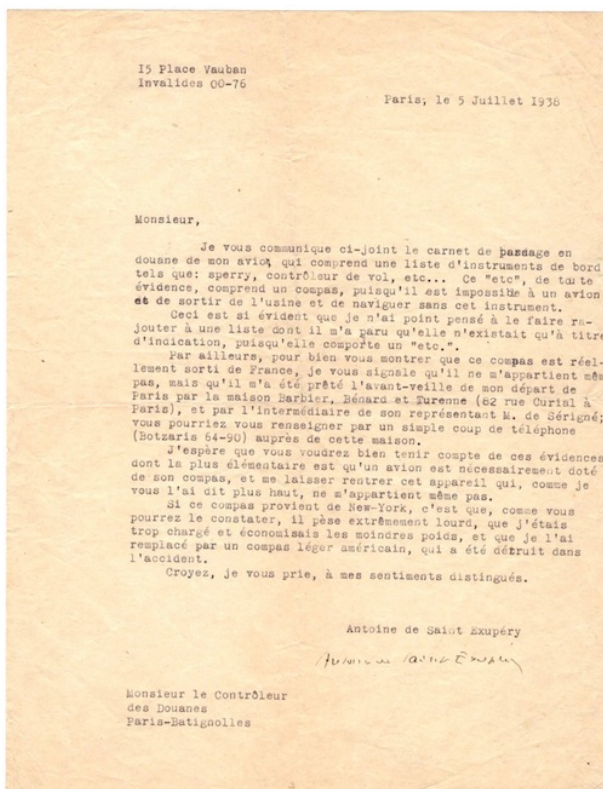 15 Place Vauban
Invalides 00-76
Paris, le 5 Juillet 1938
Monsieur,
Je vous communique ci-joint le carnet de passage en
douane de mon avion, qui comprend une liste d'instruments de bord
tels que: sperry, contrôleur de vol, etc... Ce "etc", de toute
évidence, comprend un compas, puisqu'il est impossible à un avion
et de sortir de l'usine et de naviguer sans cet instrument.
Ceci est si évident que je n'ai point pensé à le faire ra-
jouter à une liste dont il m'a paru qu'elle n'existait qu'à titre
d'indication, puisqu'elle comporte un "etc.".
Par ailleurs, pour bien vous montrer que ce compas est réel-
lement sorti de France, je vous signale qu'il ne m'appartient même
pas, mais qu'il m'a été prêté l'avant-veille de mon départ de
Paris par la maison Barbier, Bénard et Turenne (82 rue Curial à
Paris), et par l'intermédiaire de son représentant M. de Sérigné;
vous pourriez vous renseigner par un simple coup de téléphone
(Botzaris 64-90) auprès de cette maison.
J'espère que vous voudrez bien tenir compte de ces évidences
dont la plus élémentaire est qu'un avion est nécessairement doté
de son compas, et me laisser rentrer cet appareil qui, comme je
vous l'ai dit plus haut, ne m'appartient même pas.
Si ce compas provient de New-York, c'est que, comme vous
pourrez le constater, il pèse extrêmement lourd, que j'étais
trop chargé et économisais les moindres poids, et que je l'ai
remplacé par un compas léger américain, qui a été détruit dans
l'accident.
Croyez, je vous prie, à mes sentiments distingués.
Antoine de Saint Exupéry
Antoine de Saint Exupéry
Monsieur le Contrôleur
des Douanes
Paris-Batignolles